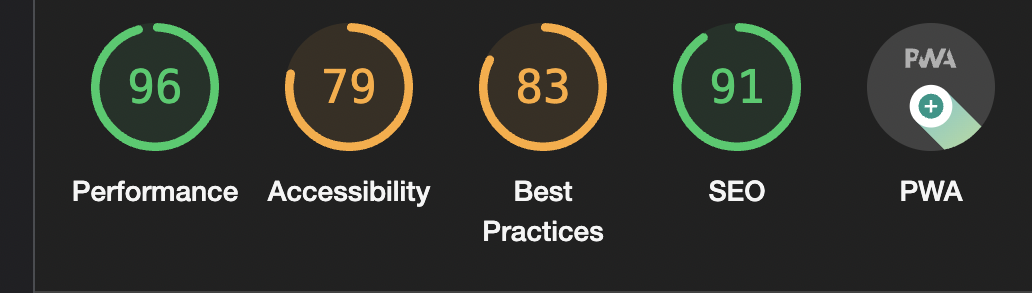 96
79
83
91
PWA
Performance
Accessibility
Best
Practices
SEO
PWA